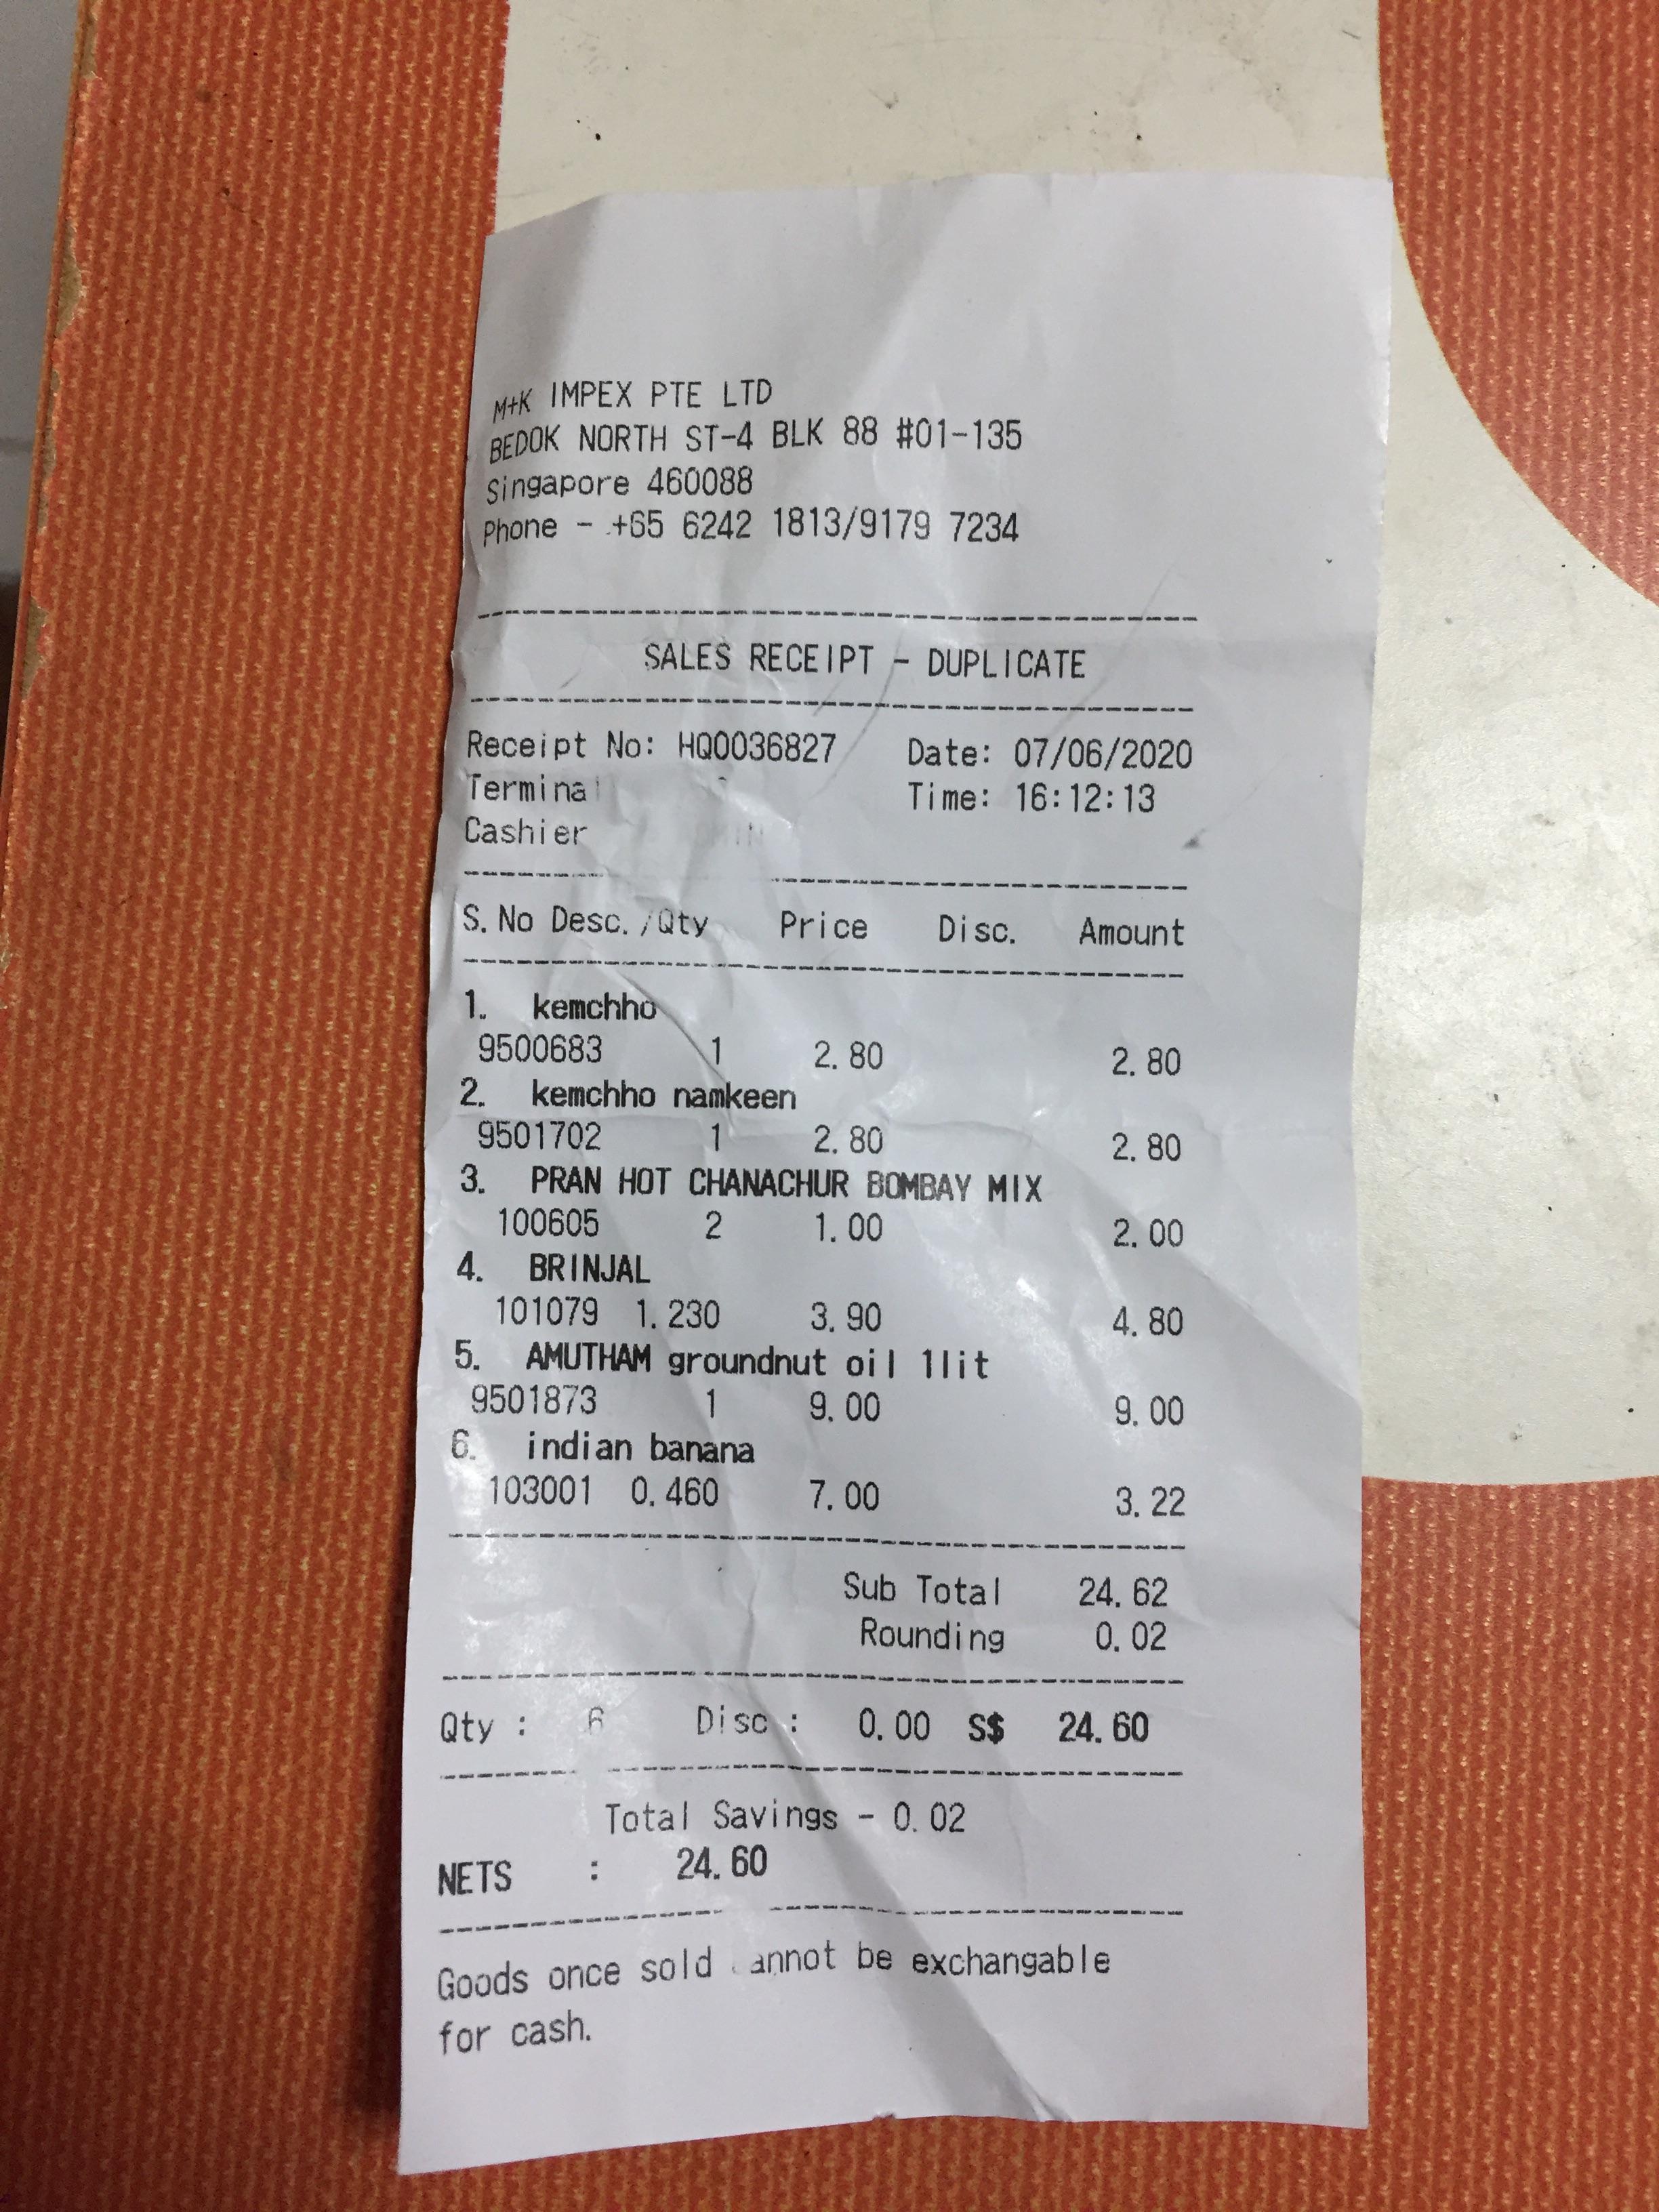 M+K IMPEX PTE LTD
BEDOK NORTH ST-4 BLK 88 #01-135
Singapore 460088
Phone - +65 6242 1813/9179 7234
SALES RECEIPT - DUPLICATE
Receipt No: HQ0036827 Date: 07/06/2020
Time: 16:12:13
Cashier
S.No Desc./Qty Price Disc. Amount
1. kemchho
9500683 1 2.80 2.80
2. kemchho namkeen
9501702 1 2.80 2.80
3. PRAN HOT CHANACHUR BOMBAY MIX
100605 2 1.00 2.00
4. BRINJAL
101079 1.230 3.90 4.80
5. AMUTHAM groundnut oil 1lit
9501873 1 9.00 9.00
6. indian banana
103001 0.460 7.00 3.22
Sub Total 24.62
Rounding 0.02
Qty : 6 Disc : 0.00 S$ 24.60
Total Savings - 0.02
NETS : 24.60
Goods once sold be exchangable
for cash.